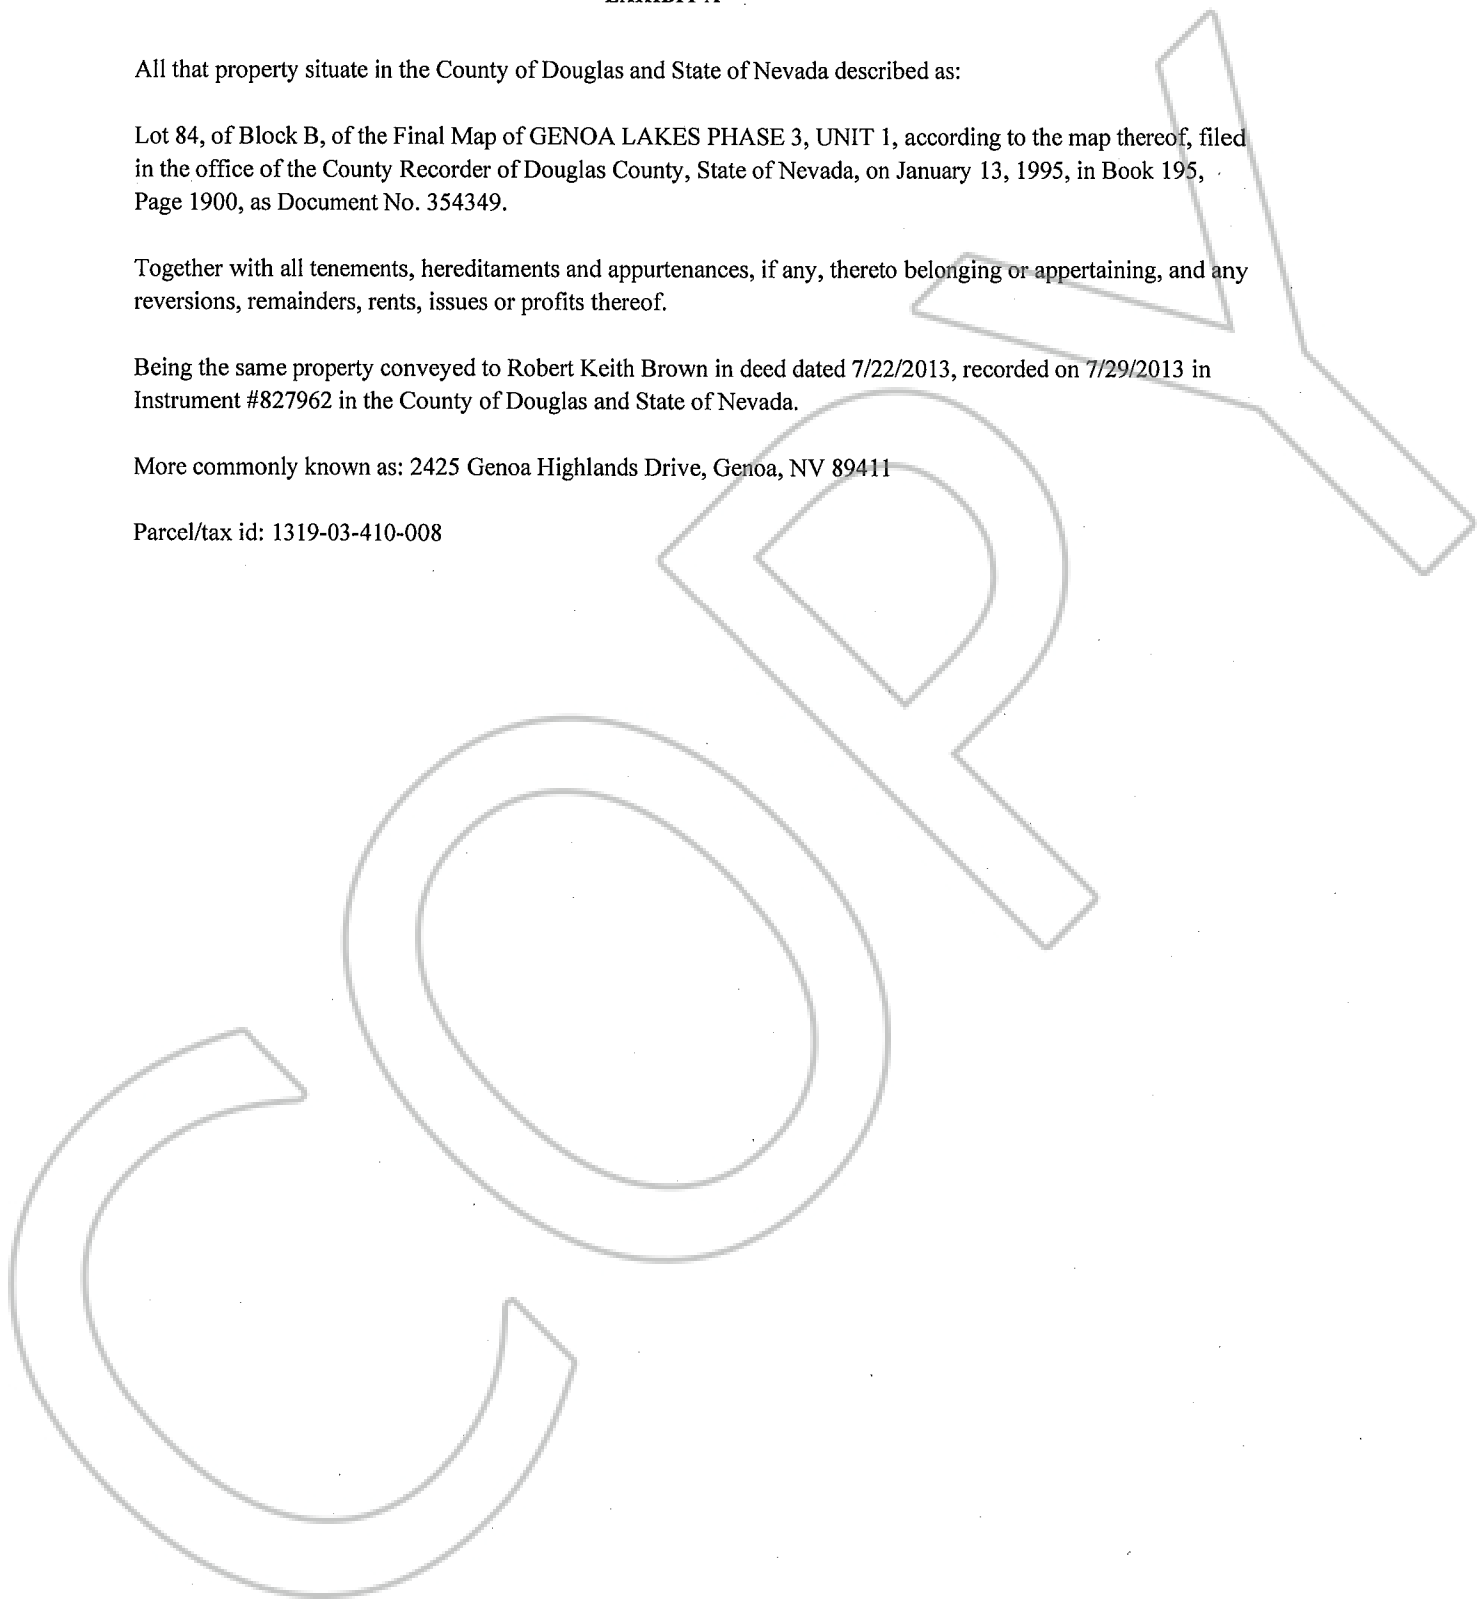 EXHIBIT A
All that property situate in the County of Douglas and State of Nevada described as:
Lot 84, of Block B, of the Final Map of GENOA LAKES PHASE 3, UNIT 1, according to the map thereof, filed
in the office of the County Recorder of Douglas County, State of Nevada, on January 13, 1995, in Book 195,
Page 1900, as Document No. 354349.
Together with all tenements, hereditaments and appurtenances, if any, thereto belonging or appertaining, and any
reversions, remainders, rents, issues or profits thereof.
Being the same property conveyed to Robert Keith Brown in deed dated 7/22/2013, recorded on 7/29/2013 in
Instrument #827962 in the County of Douglas and State of Nevada.
More commonly known as: 2425 Genoa Highlands Drive, Genoa, NV 89411
Parcel/tax id: 1319-03-410-008
COPY